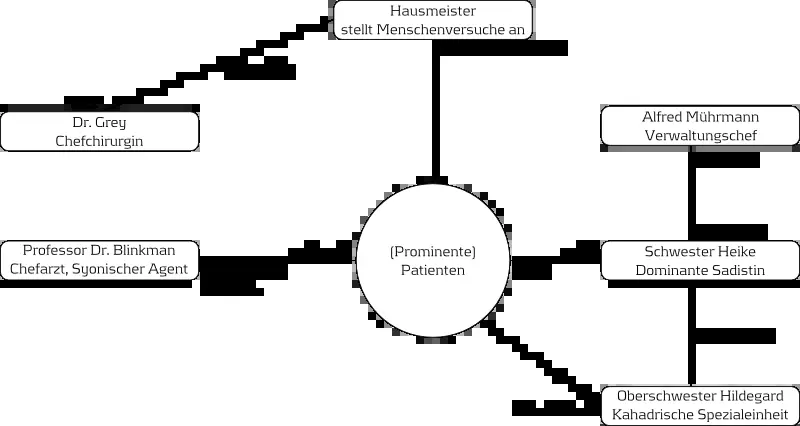 Hausmeister
stellt Menschenversuche an
Dr. Grey
Chefchirurgin
Alfred Mührmann
Verwaltungschef
Professor Dr. Blinkman
Chefarzt, Syonischer Agent
(Prominente)
Patienten
Schwester Heike
Dominante Sadistin
Oberschwester Hildegard
Kahadrische Spezialeinheit